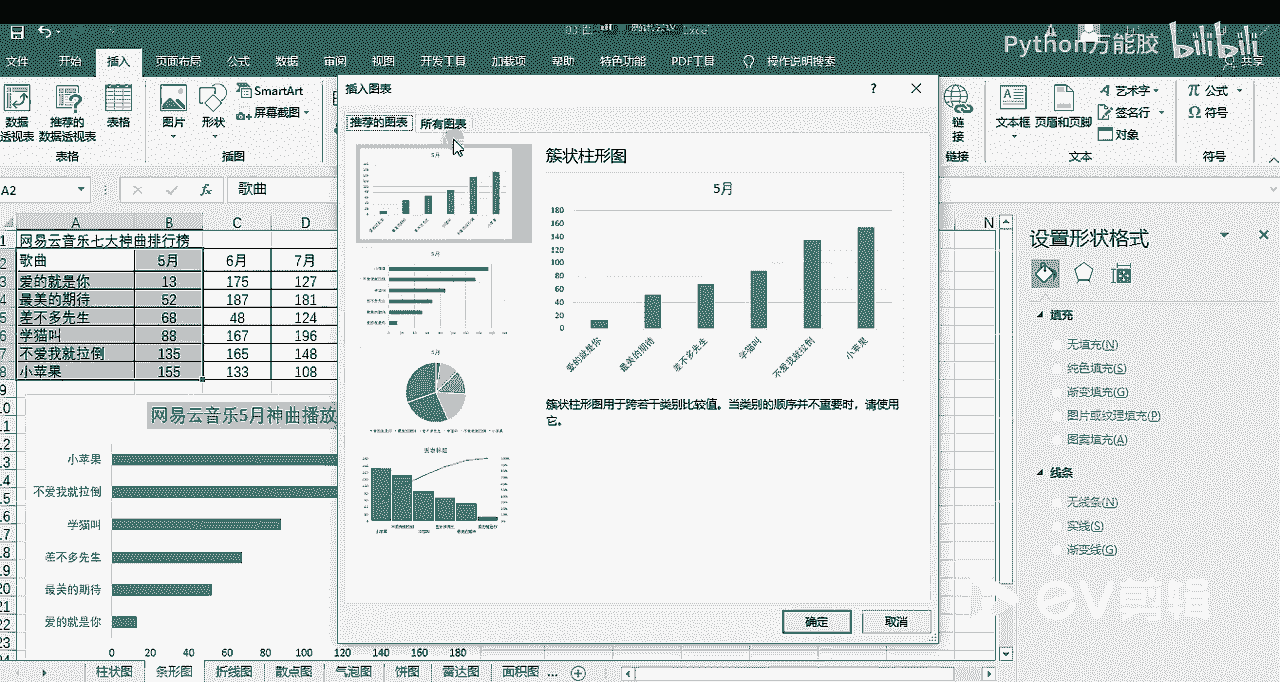 Python万能胶 bilibili
文件 开始 插入 页面布局 公式 数据 审阅 视图 开发工具 加载项 帮助 特色功能 PDF工具 操作说明搜索 共享
数据透视表 推荐的数据透视表 表格 图片 形状 SmartArt 屏幕截图
表格 插图
链接 文本框 页眉和页脚 艺术字 签名行 对象 公式 符号
链接 文本 符号
A2 fx 歌曲
A B C D N
网易云音乐七大神曲排行榜
歌曲 5月 6月 7月
爱的就是你 13 175 127
最美的期待 52 187 181
差不多先生 68 48 124
学猫叫 88 167 196
不爱我就拉倒 135 165 148
小苹果 155 133 108
网易云音乐5月神曲播放
小苹果
不爱我就拉倒
学猫叫
差不多先生
最美的期待
爱的就是你
0 20 40 60 80 100 120 140 160 180
插入图表 ?
推荐的图表 所有图表
簇状柱形图
5月
180
160
140
120
100
80
60
40
20
0
爱的就是你 最美的期待 差不多先生 学猫叫 不爱我就拉倒 小苹果
簇状柱形图用于跨若干类别比较值。当类别的顺序并不重要时，请使用
它。
确定 取消
设置形状格式
填充
无填充(N)
纯色填充(S)
渐变填充(G)
图片或纹理填充(P)
图案填充(A)
线条
无线条(N)
实线(S)
渐变线(G)
EV剪辑
柱状图 条形图 折线图 散点图 气泡图 饼图 雷达图 面积图 ...